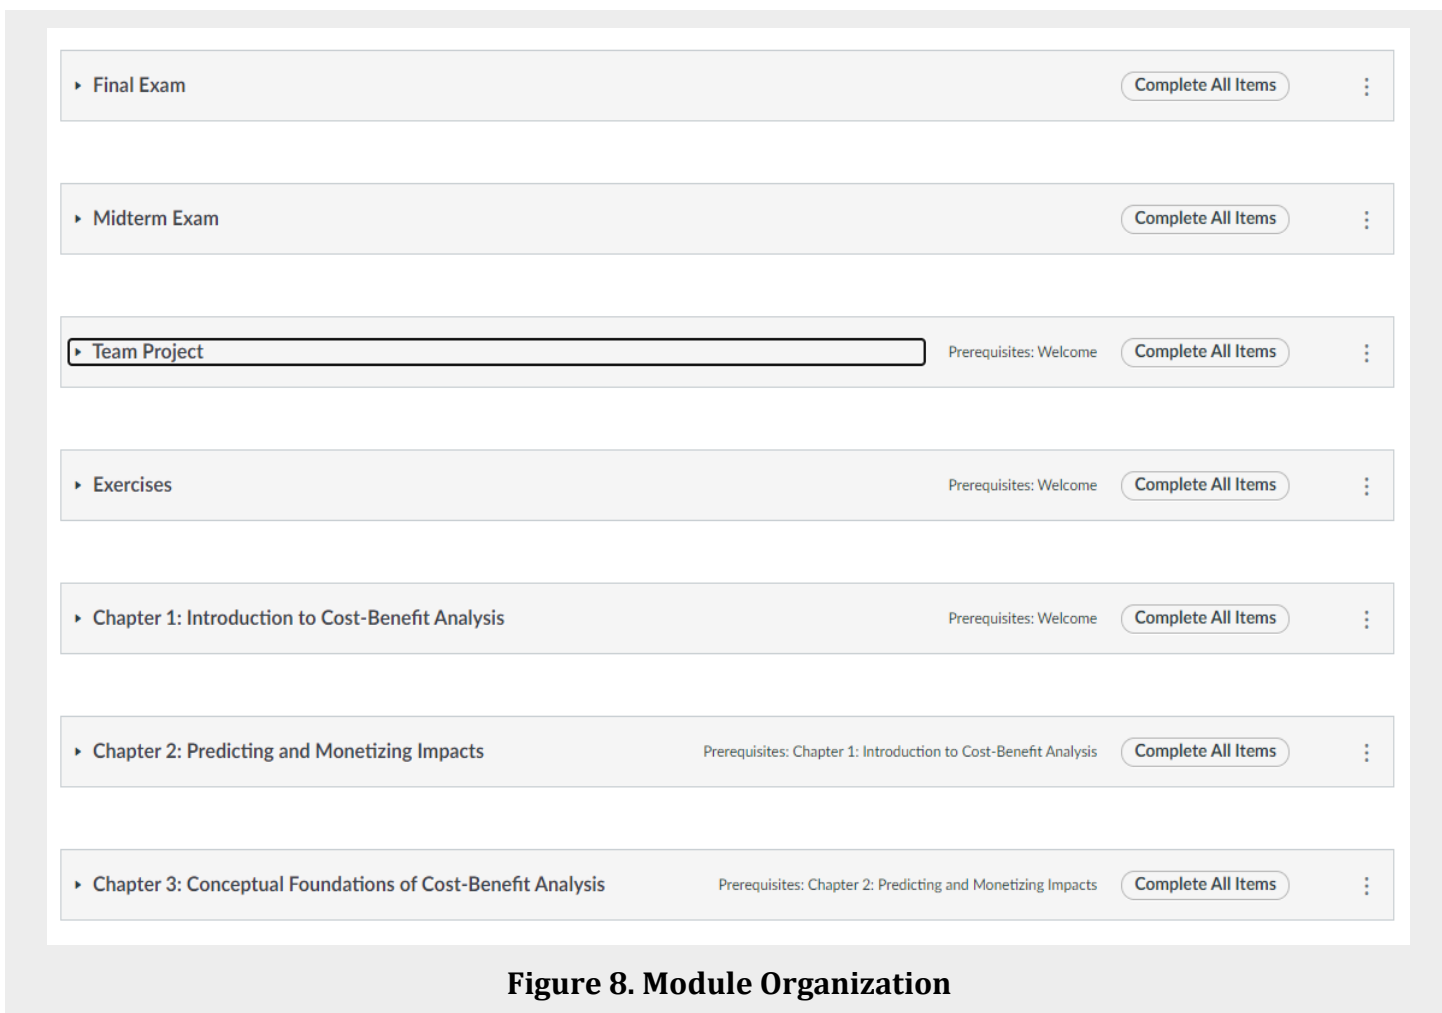 Final Exam Complete All Items
Midterm Exam Complete All Items
Team Project Prerequisites: Welcome Complete All Items
Exercises Prerequisites: Welcome Complete All Items
Chapter 1: Introduction to Cost-Benefit Analysis Prerequisites: Welcome Complete All Items
Chapter 2: Predicting and Monetizing Impacts Prerequisites: Chapter 1: Introduction to Cost-Benefit Analysis Complete All Items
Chapter 3: Conceptual Foundations of Cost-Benefit Analysis Prerequisites: Chapter 2: Predicting and Monetizing Impacts Complete All Items
Figure 8. Module Organization